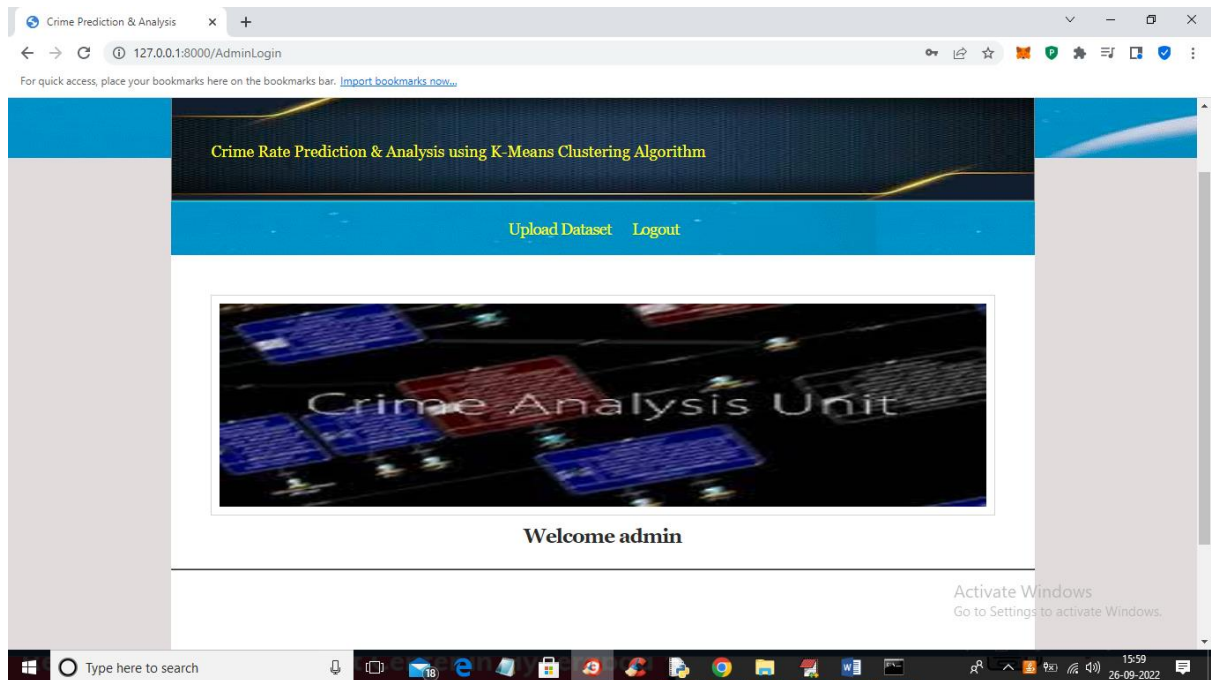 Crime Prediction & Analysis
127.0.0.1:8000/AdminLogin
For quick access, place your bookmarks here on the bookmarks bar. Import bookmarks now...
Crime Rate Prediction & Analysis using K-Means Clustering Algorithm
Upload Dataset Logout
Crime Analysis Unit
Welcome admin
Activate Windows
Go to Settings to activate Windows.
Type here to search
18
15:59
26-09-2022